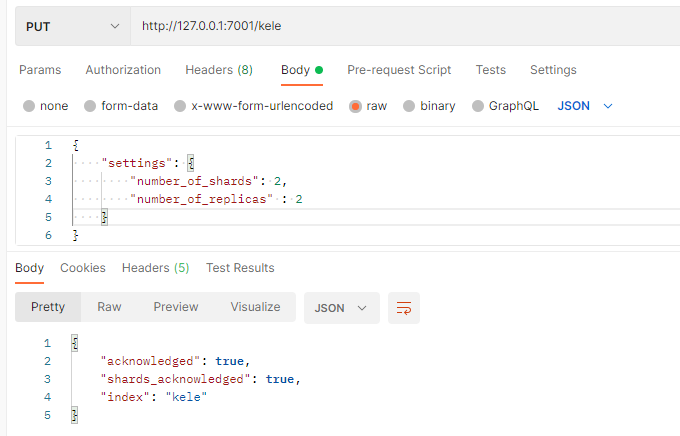 PUT http://127.0.0.1:7001/kele
Params Authorization Headers (8) Body Pre-request Script Tests Settings
none form-data x-www-form-urlencoded raw binary GraphQL JSON
1 {
2 "settings": {
3 "number_of_shards": 2,
4 "number_of_replicas" : 2
5 }
6 }
Body Cookies Headers (5) Test Results
Pretty Raw Preview Visualize JSON
1 {
2 "acknowledged": true,
3 "shards_acknowledged": true,
4 "index": "kele"
5 }